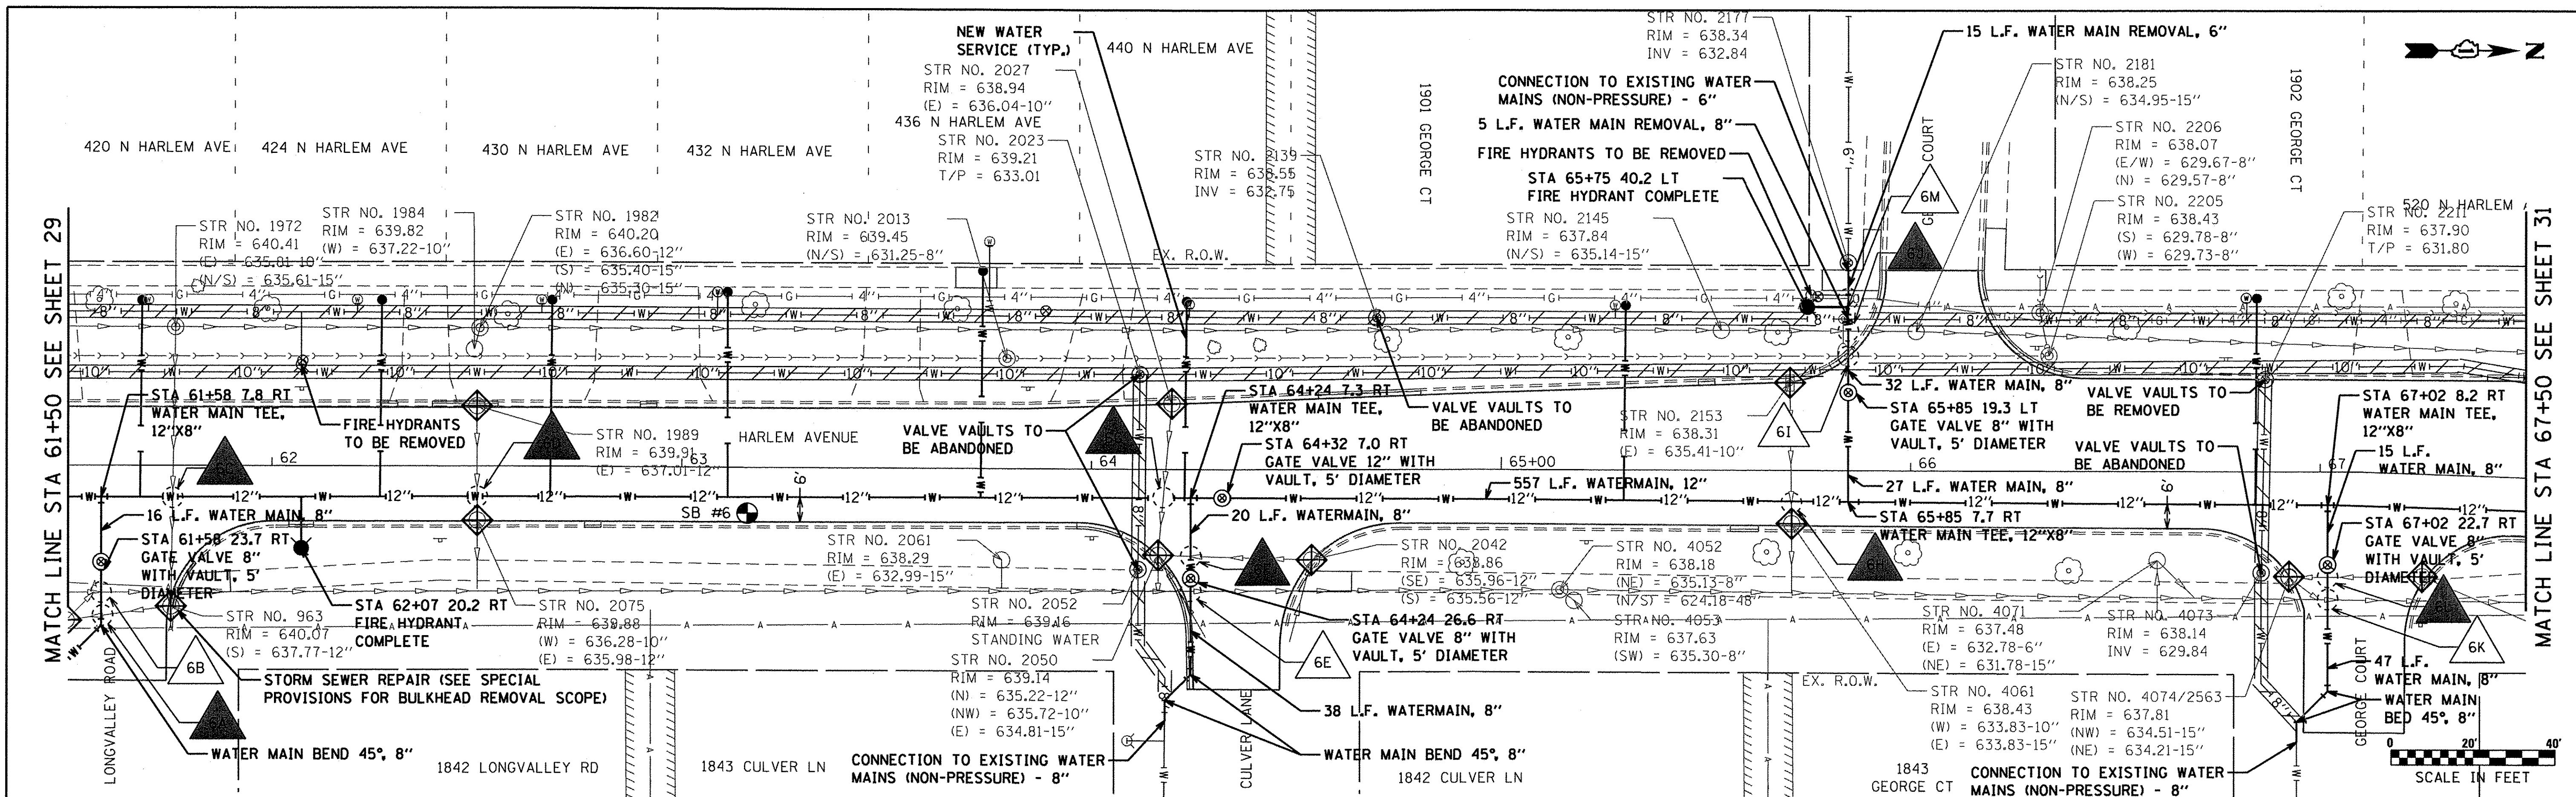 MATCH LINE STA 61+50 SEE SHEET 29
420 N HARLEM AVE
424 N HARLEM AVE
430 N HARLEM AVE
432 N HARLEM AVE
436 N HARLEM AVE
440 N HARLEM AVE
1901 GEORGE CT
COURT
1902 GEORGE CT
520 N HARLEM
N
NEW WATER
SERVICE (TYP.)
STR NO. 2027
RIM = 638.94
(E) = 636.04-10"
STR NO. 2023
RIM = 639.21
T/P = 633.01
STR NO. 2139
RIM = 638.55
INV = 632.75
STR NO. 2177
RIM = 638.34
INV = 632.84
15 L.F. WATER MAIN REMOVAL, 6"
CONNECTION TO EXISTING WATER
MAINS (NON-PRESSURE) - 6"
5 L.F. WATER MAIN REMOVAL, 8"
FIRE HYDRANTS TO BE REMOVED
STA 65+75 40.2 LT
FIRE HYDRANT COMPLETE
STR NO. 2145
RIM = 637.84
(N/S) = 635.14-15"
STR NO. 2181
RIM = 638.25
(N/S) = 634.95-15"
STR NO. 2206
RIM = 638.07
(E/W) = 629.67-8"
(N) = 629.57-8"
STR NO. 2205
RIM = 638.43
(S) = 629.78-8"
(W) = 629.73-8"
STR NO. 2211
RIM = 637.90
T/P = 631.80
6M
STR NO. 1972
RIM = 640.41
(E) = 635.81-10"
(N/S) = 635.61-15"
STR NO. 1984
RIM = 639.82
(W) = 637.22-10"
STR NO. 1982
RIM = 640.20
(E) = 636.60-12"
(S) = 635.40-15"
(N) = 635.30-15"
STR NO. 2013
RIM = 639.45
(N/S) = 631.25-8"
EX. R.O.W.
STA 61+58 7.8 RT
WATER MAIN TEE,
12"X8"
FIRE HYDRANTS
TO BE REMOVED
STR NO. 1989
RIM = 639.91
(E) = 637.01-12"
HARLEM AVENUE
VALVE VAULTS TO
BE ABANDONED
STA 64+24 7.3 RT
WATER MAIN TEE,
12"X8"
STA 64+32 7.0 RT
GATE VALVE 12" WITH
VAULT, 5' DIAMETER
VALVE VAULTS TO
BE ABANDONED
STR NO. 2153
RIM = 638.31
(E) = 635.41-10"
6I
32 L.F. WATER MAIN, 8"
STA 65+85 19.3 LT
GATE VALVE 8" WITH
VAULT, 5' DIAMETER
VALVE VAULTS TO
BE REMOVED
VALVE VAULTS TO
BE ABANDONED
STA 67+02 8.2 RT
WATER MAIN TEE,
12"X8"
15 L.F.
WATER MAIN, 8"
62
63
64
65+00
66
67
SB #6
9'
557 L.F. WATERMAIN, 12"
27 L.F. WATER MAIN, 8"
9'
16 L.F. WATER MAIN, 8"
STA 61+58 23.7 RT
GATE VALVE 8"
WITH VAULT, 5'
DIAMETER
20 L.F. WATERMAIN, 8"
STA 65+85 7.7 RT
WATER MAIN TEE, 12"X8"
STA 67+02 22.7 RT
GATE VALVE 8"
WITH VAULT, 5'
DIAMETER
STR NO. 963
RIM = 640.07
(S) = 637.77-12"
STA 62+07 20.2 RT
FIRE HYDRANT
COMPLETE
STR NO. 2075
RIM = 639.88
(W) = 636.28-10"
(E) = 635.98-12"
STR NO. 2061
RIM = 638.29
(E) = 632.99-15"
STR NO. 2052
RIM = 639.16
STANDING WATER
STR NO. 2050
RIM = 639.14
(N) = 635.22-12"
(NW) = 635.72-10"
(E) = 634.81-15"
STR NO. 2042
RIM = 638.86
(SE) = 635.96-12"
(S) = 635.56-12"
STA 64+24 26.6 RT
GATE VALVE 8" WITH
VAULT, 5' DIAMETER
STR NO. 4052
RIM = 638.18
(NE) = 635.13-8"
(N/S) = 624.18-48"
STR NO. 4053
RIM = 637.63
(SW) = 635.30-8"
STR NO. 4071
RIM = 637.48
(E) = 632.78-6"
(NE) = 631.78-15"
STR NO. 4073
RIM = 638.14
INV = 629.84
STR NO. 4061
RIM = 638.43
(W) = 633.83-10"
(E) = 633.83-15"
STR NO. 4074/2563
RIM = 637.81
(NW) = 634.51-15"
(NE) = 634.21-15"
6B
6E
6K
LONGVALLEY ROAD
STORM SEWER REPAIR (SEE SPECIAL
PROVISIONS FOR BULKHEAD REMOVAL SCOPE)
WATER MAIN BEND 45°, 8"
1842 LONGVALLEY RD
1843 CULVER LN
CONNECTION TO EXISTING WATER
MAINS (NON-PRESSURE) - 8"
CULVER LANE
38 L.F. WATERMAIN, 8"
WATER MAIN BEND 45°, 8"
1842 CULVER LN
EX. R.O.W.
1843
GEORGE CT
CONNECTION TO EXISTING WATER
MAINS (NON-PRESSURE) - 8"
GEORGE COURT
47 L.F.
WATER MAIN, 8"
WATER MAIN
BED 45°, 8"
0 20' 40'
SCALE IN FEET
MATCH LINE STA 67+50 SEE SHEET 31